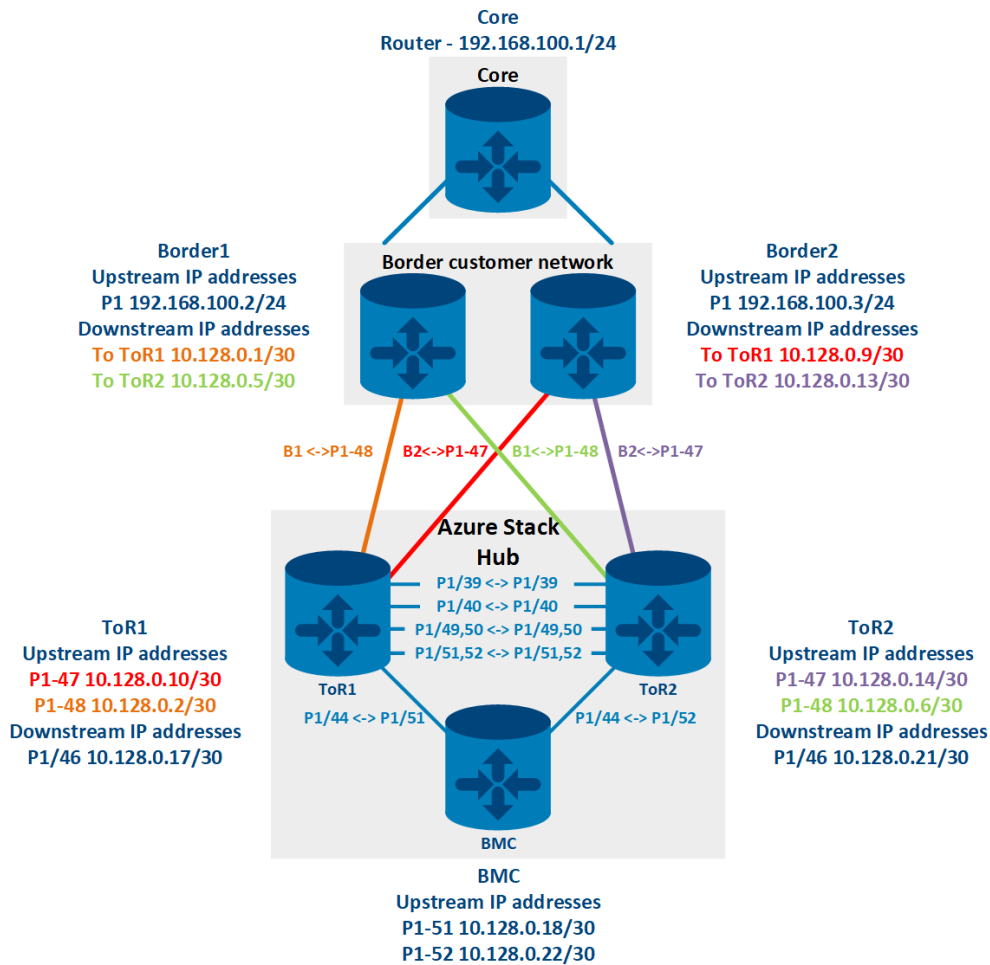 Core
Router - 192.168.100.1/24
Core
Border1
Upstream IP addresses
P1 192.168.100.2/24
Downstream IP addresses
To ToR1 10.128.0.1/30
To ToR2 10.128.0.5/30
Border customer network
Border2
Upstream IP addresses
P1 192.168.100.3/24
Downstream IP addresses
To ToR1 10.128.0.9/30
To ToR2 10.128.0.13/30
B1 <->P1-48
B2<->P1-47
B1<->P1-48
B2<->P1-47
Azure Stack
Hub
P1/39 <-> P1/39
P1/40 <-> P1/40
P1/49,50 <-> P1/49,50
P1/51,52 <-> P1/51,52
ToR1
ToR2
ToR1
Upstream IP addresses
P1-47 10.128.0.10/30
P1-48 10.128.0.2/30
Downstream IP addresses
P1/46 10.128.0.17/30
P1/44 <-> P1/51
P1/44 <-> P1/52
ToR2
Upstream IP addresses
P1-47 10.128.0.14/30
P1-48 10.128.0.6/30
Downstream IP addresses
P1/46 10.128.0.21/30
BMC
BMC
Upstream IP addresses
P1-51 10.128.0.18/30
P1-52 10.128.0.22/30